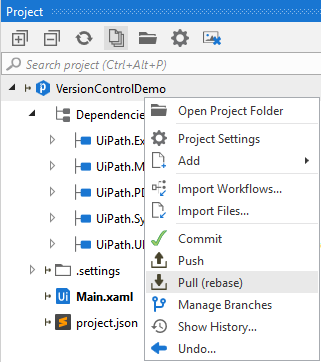 Project
Search project (Ctrl+Alt+P)
VersionControlDemo
Dependencie
UiPath.Ex
UiPath.M
UiPath.PD
UiPath.Sy
UiPath.UI
.settings
Ui Main.xaml
project.json
Open Project Folder
Project Settings
Add
Import Workflows...
Import Files...
Commit
Push
Pull (rebase)
Manage Branches
Show History...
Undo...